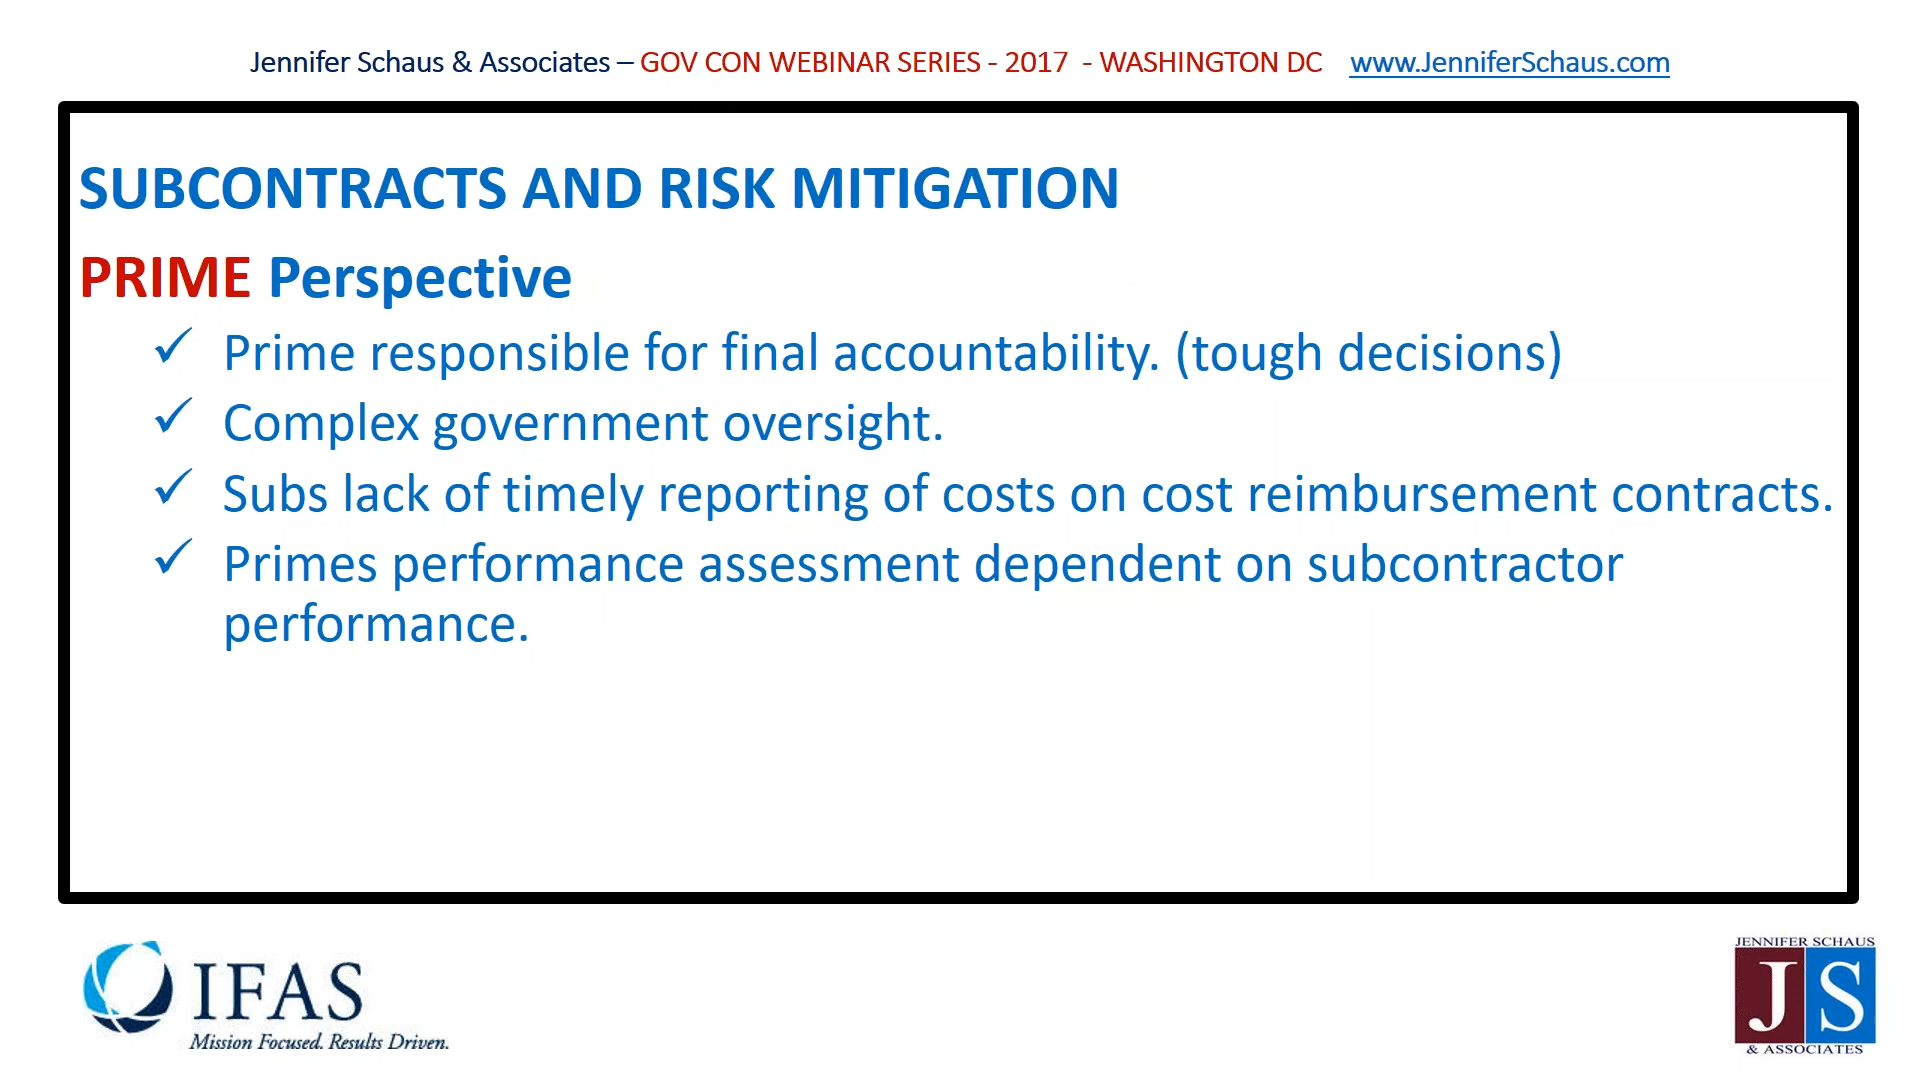 Jennifer Schaus & Associates – GOV CON WEBINAR SERIES - 2017 - WASHINGTON DC www.JenniferSchaus.com
SUBCONTRACTS AND RISK MITIGATION
PRIME Perspective
✓ Prime responsible for final accountability. (tough decisions)
✓ Complex government oversight.
✓ Subs lack of timely reporting of costs on cost reimbursement contracts.
✓ Primes performance assessment dependent on subcontractor
performance.
IFAS
Mission Focused. Results Driven.
JENNIFER SCHAUS
JS
& ASSOCIATES